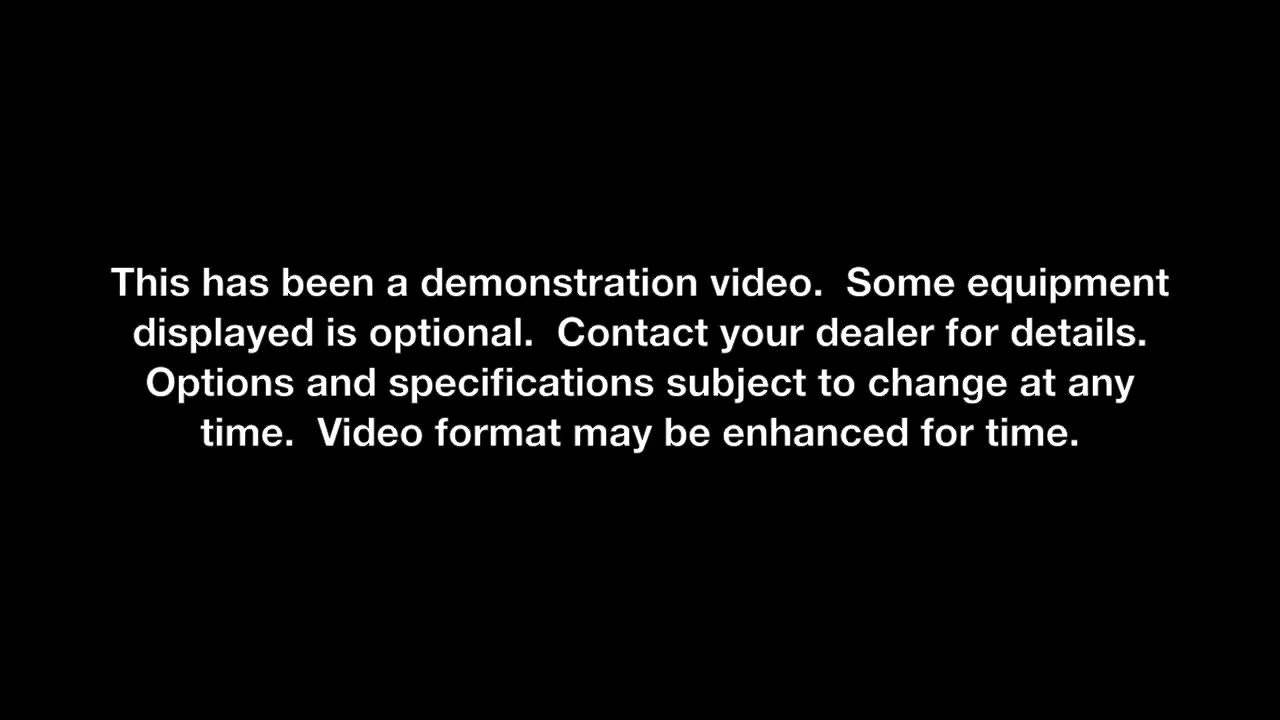 This has been a demonstration video.  Some equipment
displayed is optional.  Contact your dealer for details.
Options and specifications subject to change at any
time.  Video format may be enhanced for time.